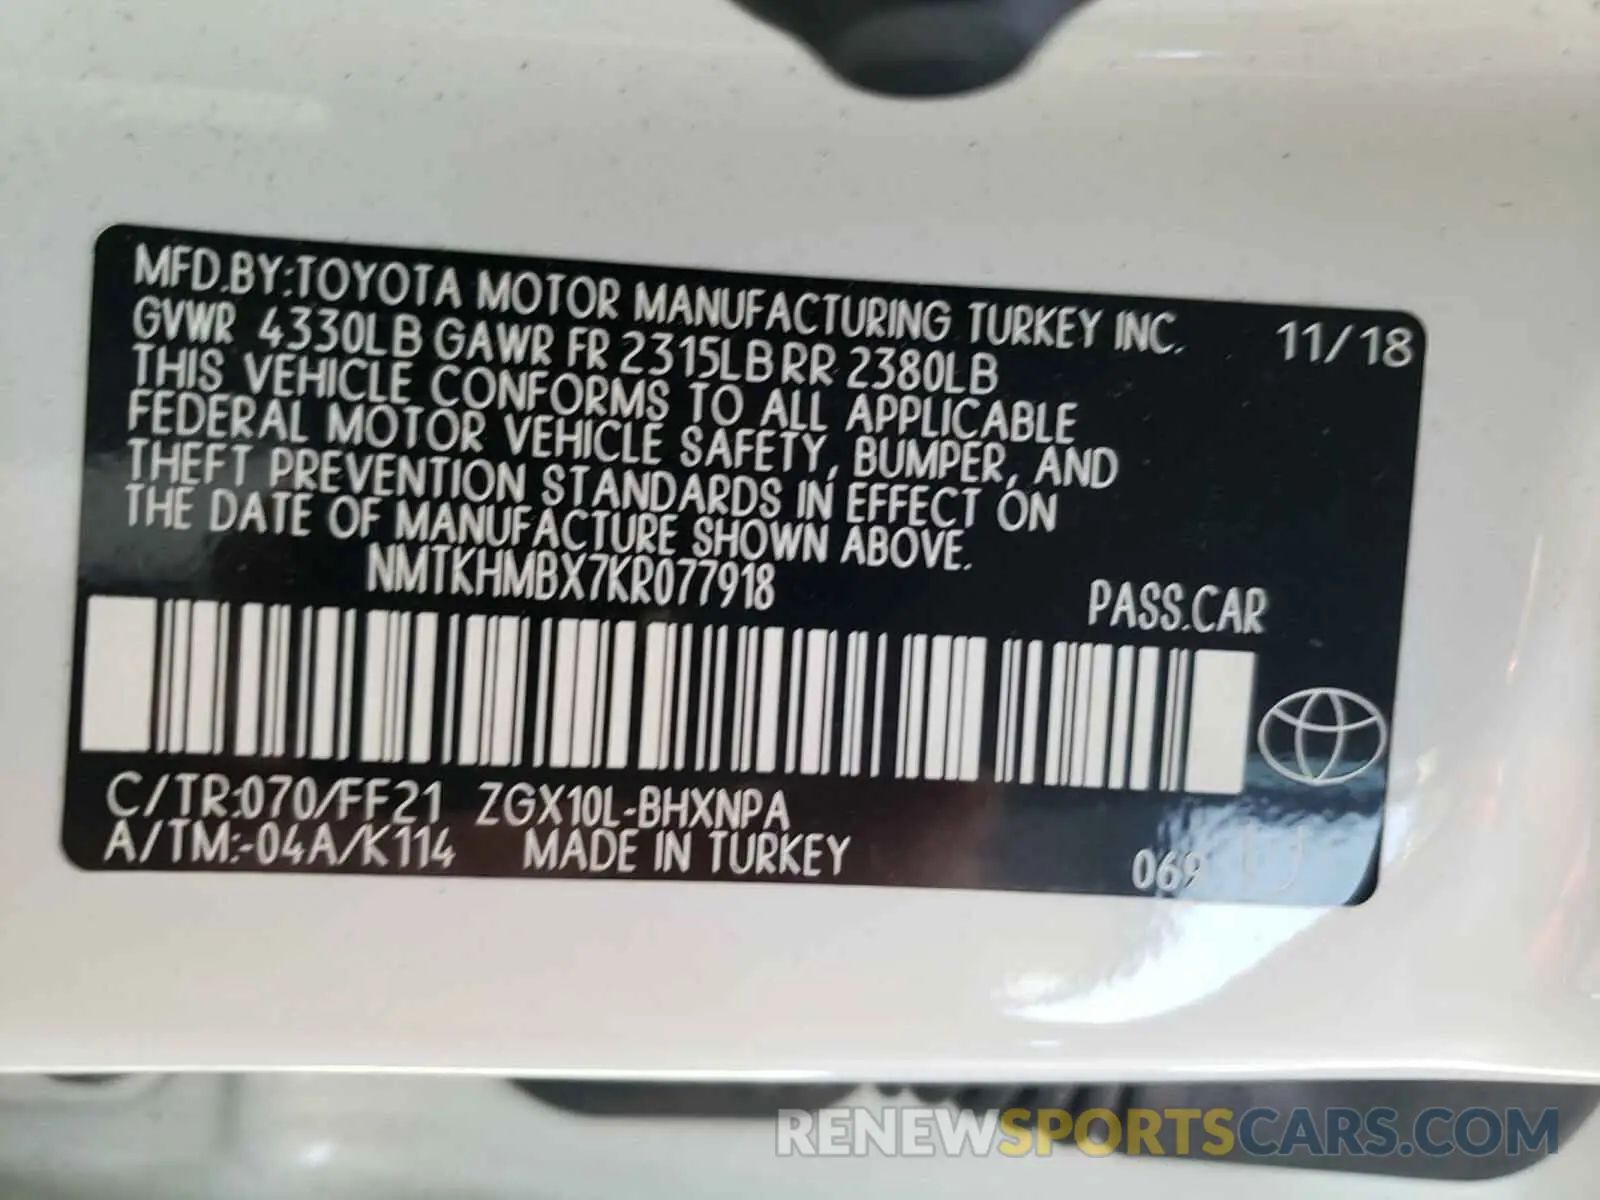 MFD.BY:TOYOTA MOTOR MANUFACTURING TURKEY INC. 11/18
GVWR 4330LB GAWR FR 2315LB RR 2380LB
THIS VEHICLE CONFORMS TO ALL APPLICABLE
FEDERAL MOTOR VEHICLE SAFETY, BUMPER, AND
THEFT PREVENTION STANDARDS IN EFFECT ON
THE DATE OF MANUFACTURE SHOWN ABOVE.
NMTKHMBX7KR077918 PASS.CAR
C/TR:070/FF21 ZGX10L-BHXNPA
A/TM:-04A/K114 MADE IN TURKEY 069 U
RENEWSPORTSCARS.COM